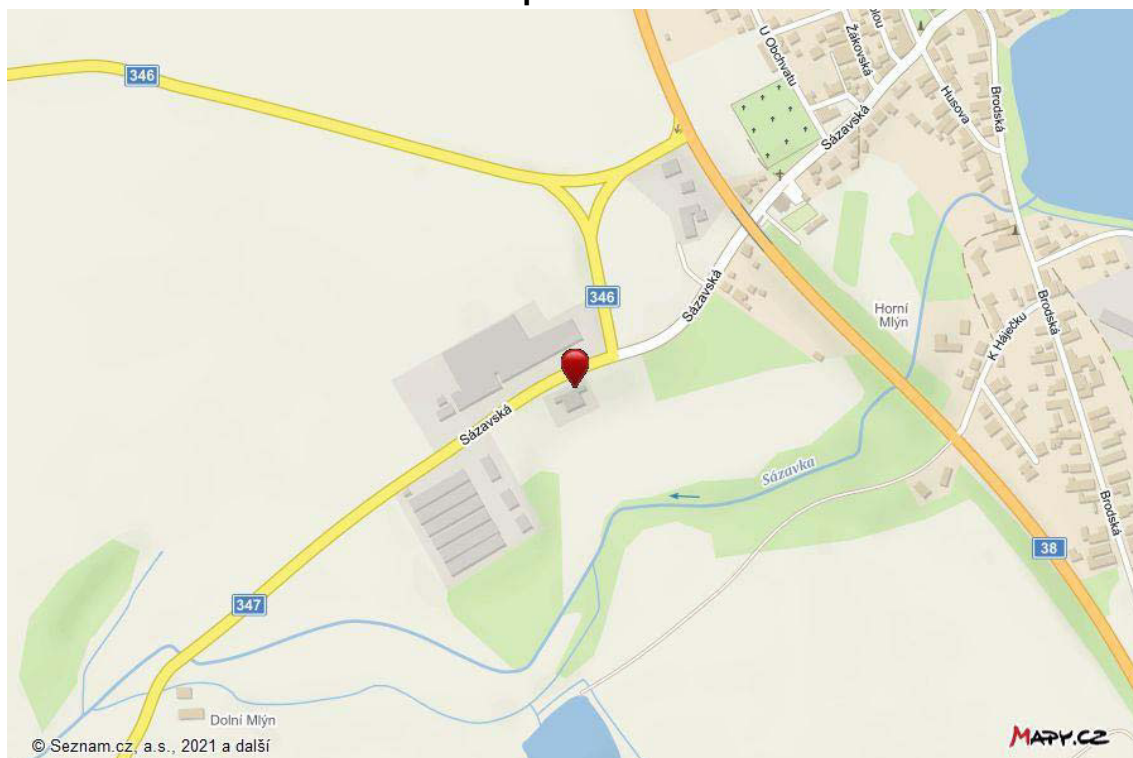 346
U Obchvatu
Žákovská
Sázavská
Husova
Brodská
346
Sázavská
Horní
Mlýn
Brodská
K Háječku
Sázavská
Sázavka
Brodská
38
347
Dolní Mlýn
© Seznam.cz, a.s., 2021 a další
MAPY.CZ